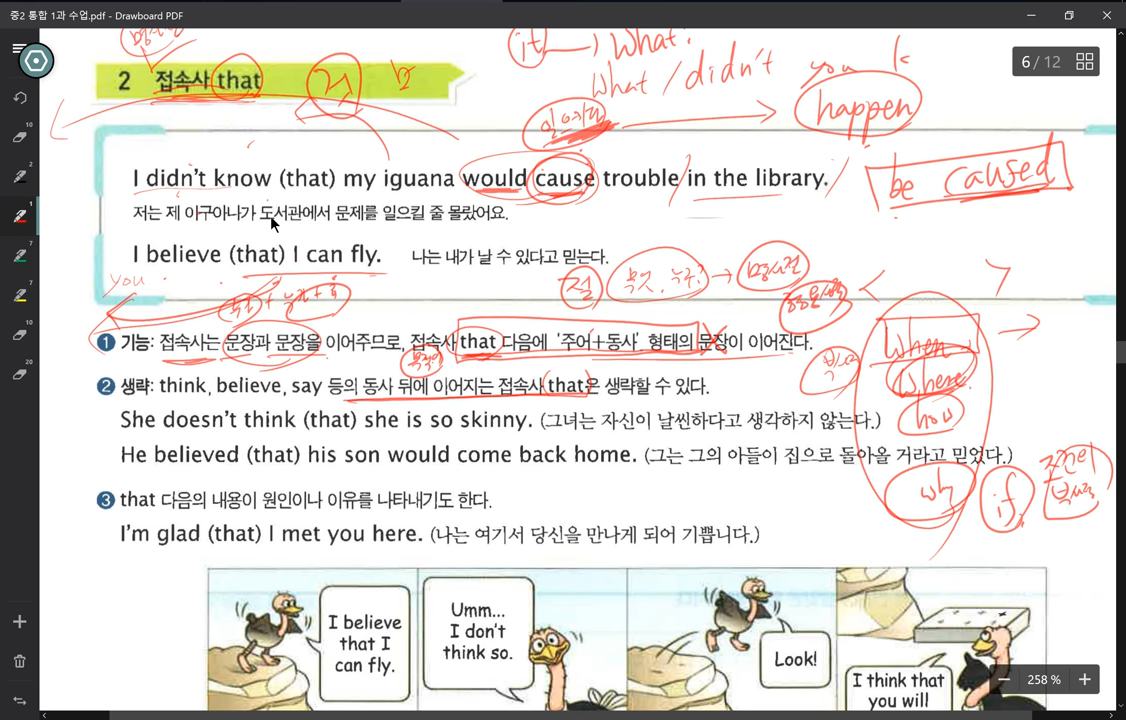 중2 통합 1과 수업.pdf - Drawboard PDF
6 / 12
it → What.
What / didn't you k
2 접속사 that
happen
I didn't know (that) my iguana would cause trouble in the library.
be caused
저는 제 이구아나가 도서관에서 문제를 일으킬 줄 몰랐어요.
I believe (that) I can fly. 나는 내가 날 수 있다고 믿는다.
you
절
① 기능: 접속사는 문장과 문장을 이어주므로, 접속사 that 다음에 '주어+동사' 형태의 문장이 이어진다.
when
where
how
why
if
② 생략: think, believe, say 등의 동사 뒤에 이어지는 접속사 that은 생략할 수 있다.
She doesn't think (that) she is so skinny. (그녀는 자신이 날씬하다고 생각하지 않는다.)
He believed (that) his son would come back home. (그는 그의 아들이 집으로 돌아올 거라고 믿었다.)
③ that 다음의 내용이 원인이나 이유를 나타내기도 한다.
I'm glad (that) I met you here. (나는 여기서 당신을 만나게 되어 기쁩니다.)
I believe
that I
can fly.
Umm...
I don't
think so.
Look!
I think that
you will
258 %